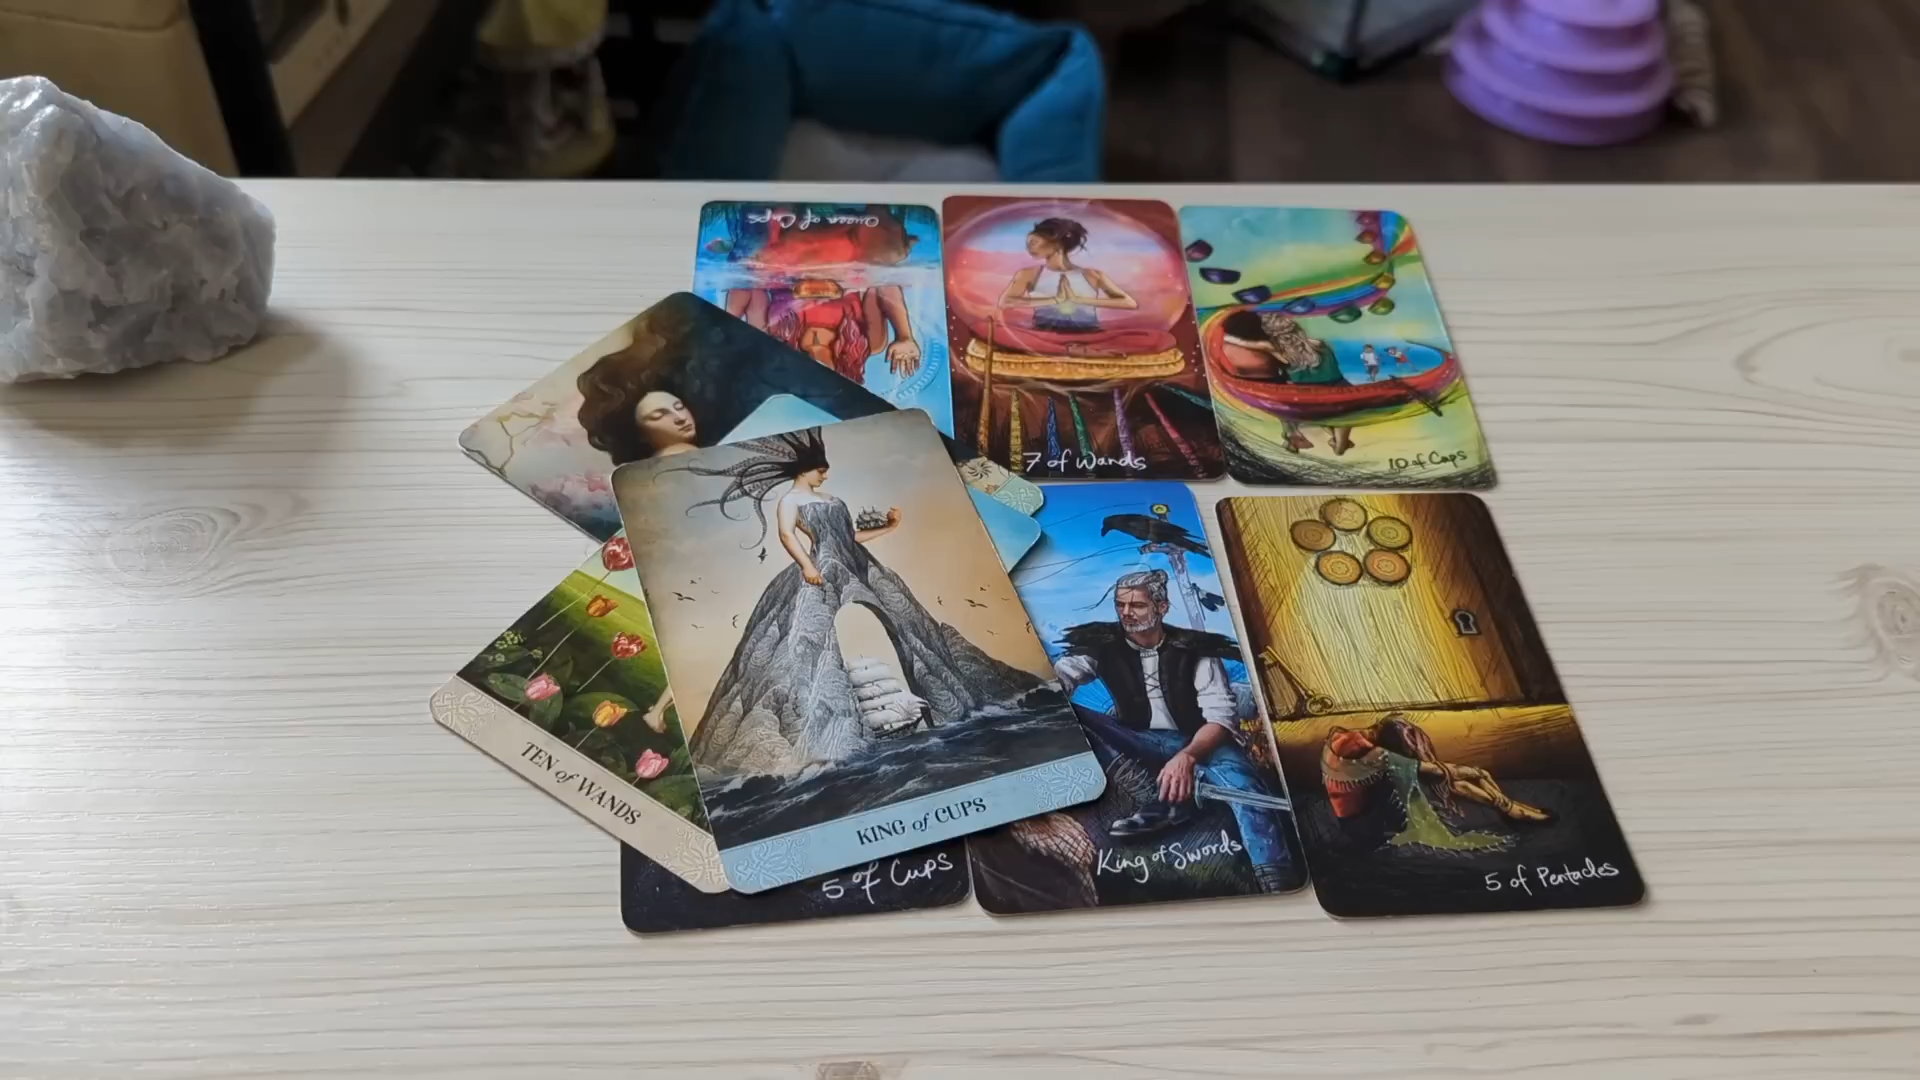 Queen of Cups
7 of Wands
10 of Cups
TEN of WANDS
KING of CUPS
5 of Cups
King of Swords
5 of Pentacles